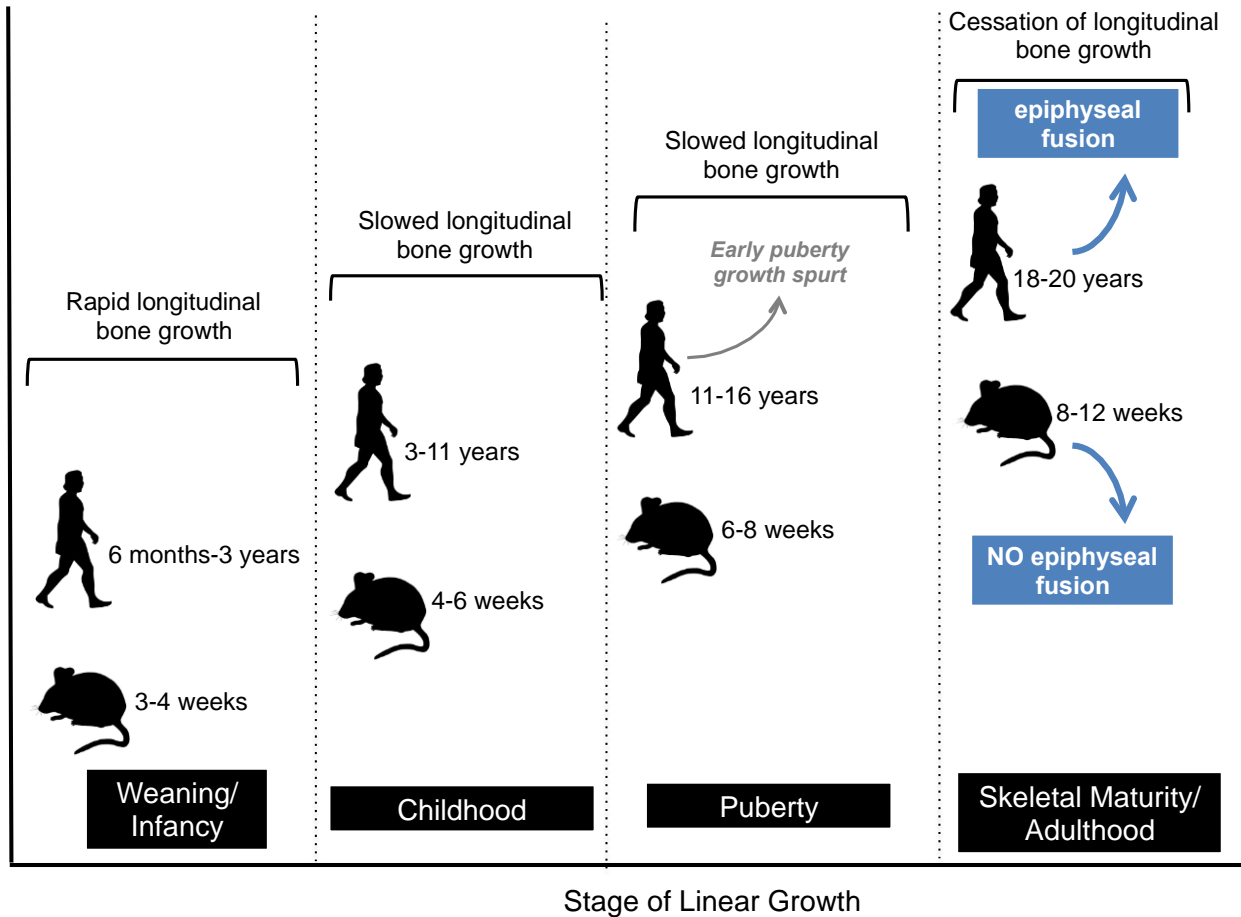 Rapid longitudinal
bone growth
6 months-3 years
3-4 weeks
Weaning/
Infancy
Slowed longitudinal
bone growth
3-11 years
4-6 weeks
Childhood
Slowed longitudinal
bone growth
Early puberty
growth spurt
11-16 years
6-8 weeks
Puberty
Cessation of longitudinal
bone growth
epiphyseal
fusion
18-20 years
8-12 weeks
NO epiphyseal
fusion
Skeletal Maturity/
Adulthood
Stage of Linear Growth